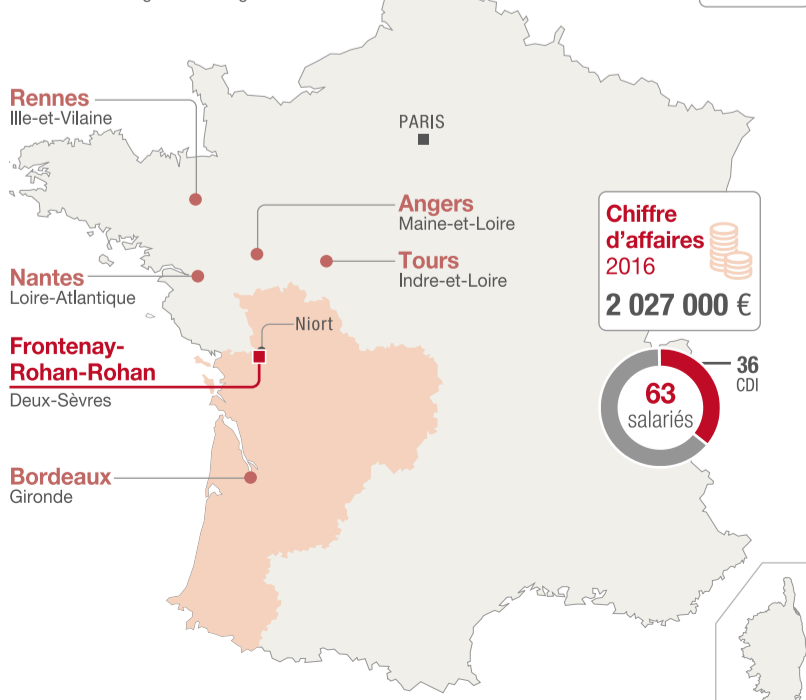 Rennes
Ille-et-Vilaine
PARIS
Angers
Maine-et-Loire
Tours
Indre-et-Loire
Nantes
Loire-Atlantique
Niort
Frontenay-
Rohan-Rohan
Deux-Sèvres
Bordeaux
Gironde
Chiffre
d'affaires
2016
2 027 000 €
36
CDI
63
salariés